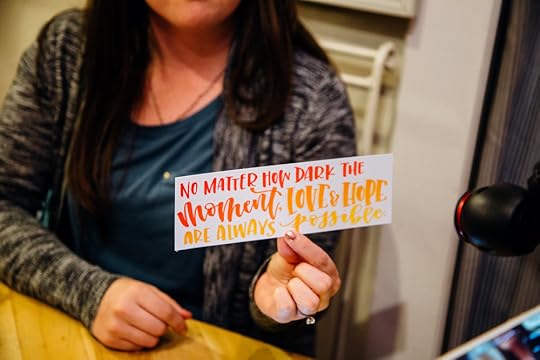 NO MATTER HOW DARK THE
moment, LOVE & HOPE
ARE ALWAYS possible.